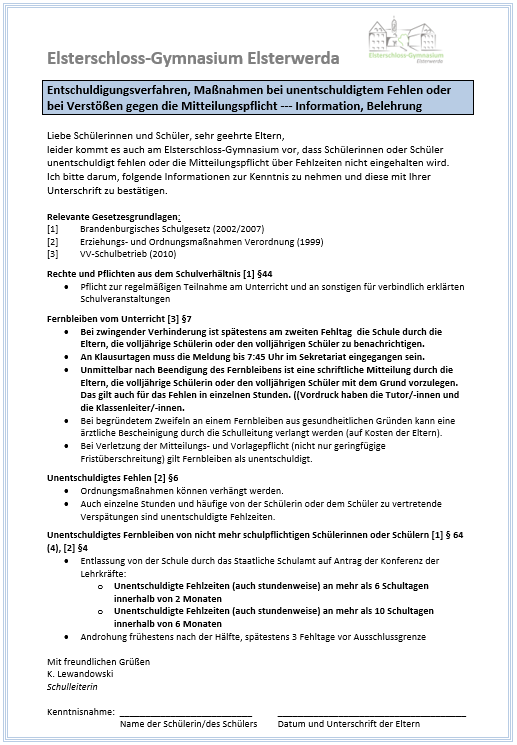 Elsterschloss-Gymnasium Elsterwerda
Elsterschloss-Gymnasium
Elsterwerda
Entschuldigungsverfahren, Maßnahmen bei unentschuldigtem Fehlen oder
bei Verstößen gegen die Mitteilungspflicht --- Information, Belehrung
Liebe Schülerinnen und Schüler, sehr geehrte Eltern,
leider kommt es auch am Elsterschloss-Gymnasium vor, dass Schülerinnen oder Schüler
unentschuldigt fehlen oder die Mitteilungspflicht über Fehlzeiten nicht eingehalten wird.
Ich bitte darum, folgende Informationen zur Kenntnis zu nehmen und diese mit Ihrer
Unterschrift zu bestätigen.
Relevante Gesetzesgrundlagen:
[1] Brandenburgisches Schulgesetz (2002/2007)
[2] Erziehungs- und Ordnungsmaßnahmen Verordnung (1999)
[3] VV-Schulbetrieb (2010)
Rechte und Pflichten aus dem Schulverhältnis [1] §44
• Pflicht zur regelmäßigen Teilnahme am Unterricht und an sonstigen für verbindlich erklärten
Schulveranstaltungen
Fernbleiben vom Unterricht [3] §7
• Bei zwingender Verhinderung ist spätestens am zweiten Fehltag die Schule durch die
Eltern, die volljährige Schülerin oder den volljährigen Schüler zu benachrichtigen.
• An Klausurtagen muss die Meldung bis 7:45 Uhr im Sekretariat eingegangen sein.
• Unmittelbar nach Beendigung des Fernbleibens ist eine schriftliche Mitteilung durch die
Eltern, die volljährige Schülerin oder den volljährigen Schüler mit dem Grund vorzulegen.
Das gilt auch für das Fehlen in einzelnen Stunden. ((Vordruck haben die Tutor/-innen und
die Klassenleiter/-innen.
• Bei begründetem Zweifeln an einem Fernbleiben aus gesundheitlichen Gründen kann eine
ärztliche Bescheinigung durch die Schulleitung verlangt werden (auf Kosten der Eltern).
• Bei Verletzung der Mitteilungs- und Vorlagepflicht (nicht nur geringfügige
Fristüberschreitung) gilt Fernbleiben als unentschuldigt.
Unentschuldigtes Fehlen [2] §6
• Ordnungsmaßnahmen können verhängt werden.
• Auch einzelne Stunden und häufige von der Schülerin oder dem Schüler zu vertretende
Verspätungen sind unentschuldigte Fehlzeiten.
Unentschuldigtes Fernbleiben von nicht mehr schulpflichtigen Schülerinnen oder Schülern [1] § 64
(4), [2] §4
• Entlassung von der Schule durch das Staatliche Schulamt auf Antrag der Konferenz der
Lehrkräfte:
o Unentschuldigte Fehlzeiten (auch stundenweise) an mehr als 6 Schultagen
innerhalb von 2 Monaten
o Unentschuldigte Fehlzeiten (auch stundenweise) an mehr als 10 Schultagen
innerhalb von 6 Monaten
• Androhung frühestens nach der Hälfte, spätestens 3 Fehltage vor Ausschlussgrenze
Mit freundlichen Grüßen
K. Lewandowski
Schulleiterin
Kenntnisnahme:
Name der Schülerin/des Schülers Datum und Unterschrift der Eltern